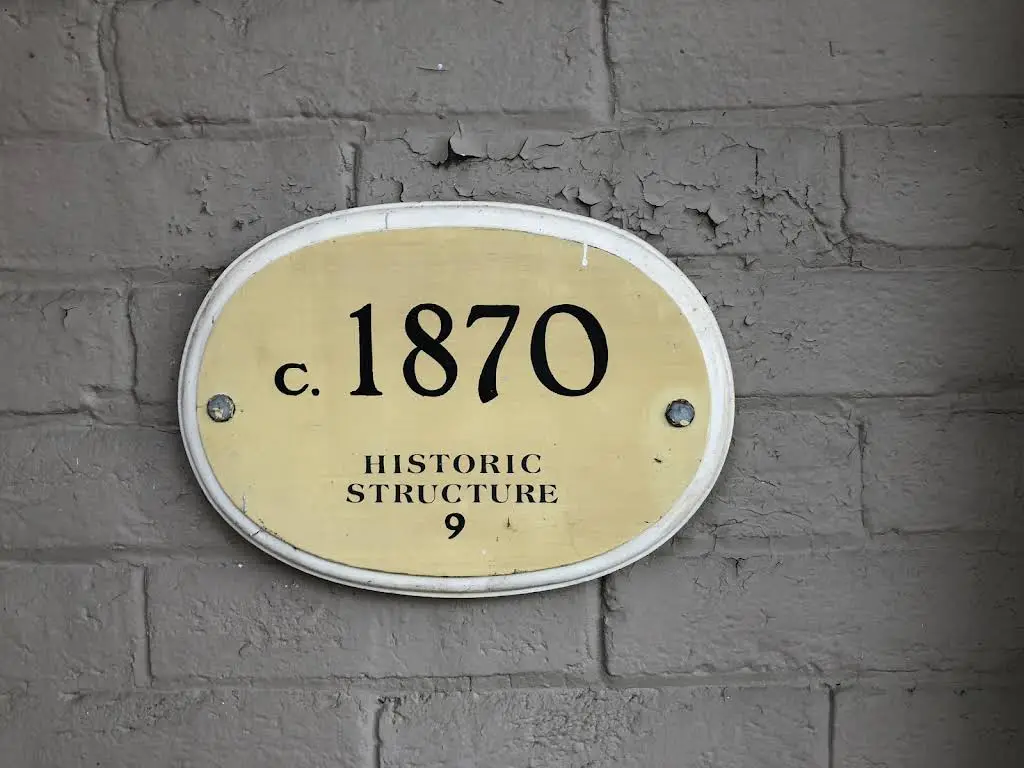 C. 1870
HISTORIC
STRUCTURE
9